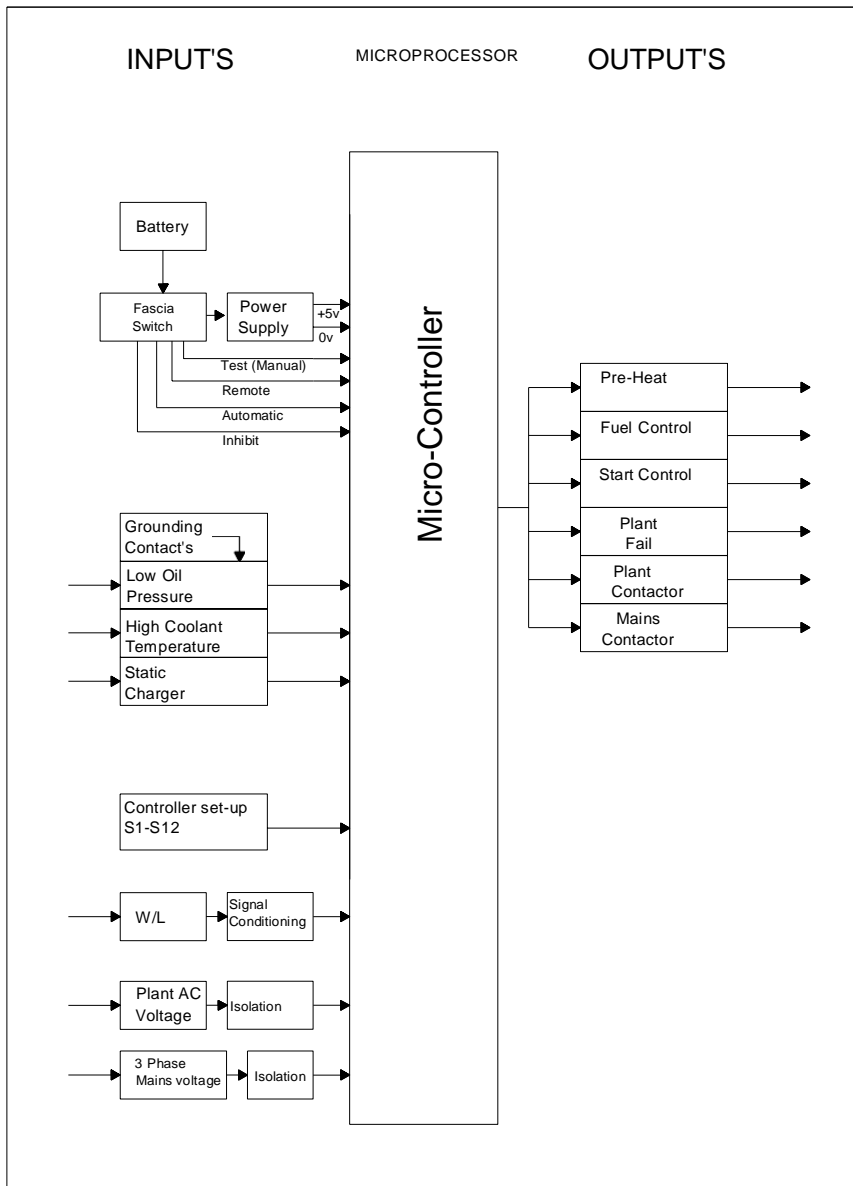 INPUT'S
MICROPROCESSOR
OUTPUT'S
Battery
Fascia
Switch
Power
Supply
+5v
0v
Test (Manual)
Remote
Automatic
Inhibit
Grounding
Contact's
Low Oil
Pressure
High Coolant
Temperature
Static
Charger
Controller set-up
S1-S12
W/L
Signal
Conditioning
Plant AC
Voltage
Isolation
3 Phase
Mains voltage
Isolation
Micro-Controller
Pre-Heat
Fuel Control
Start Control
Plant
Fail
Plant
Contactor
Mains
Contactor